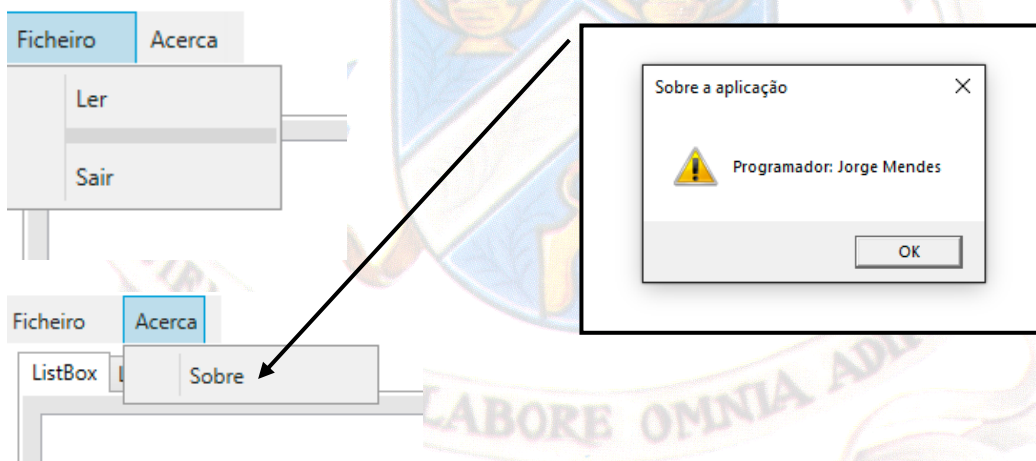 Ficheiro Acerca
Ler
Sair
Sobre a aplicação
Programador: Jorge Mendes
OK
Ficheiro Acerca
ListBox L
Sobre
LABORE OMNIA